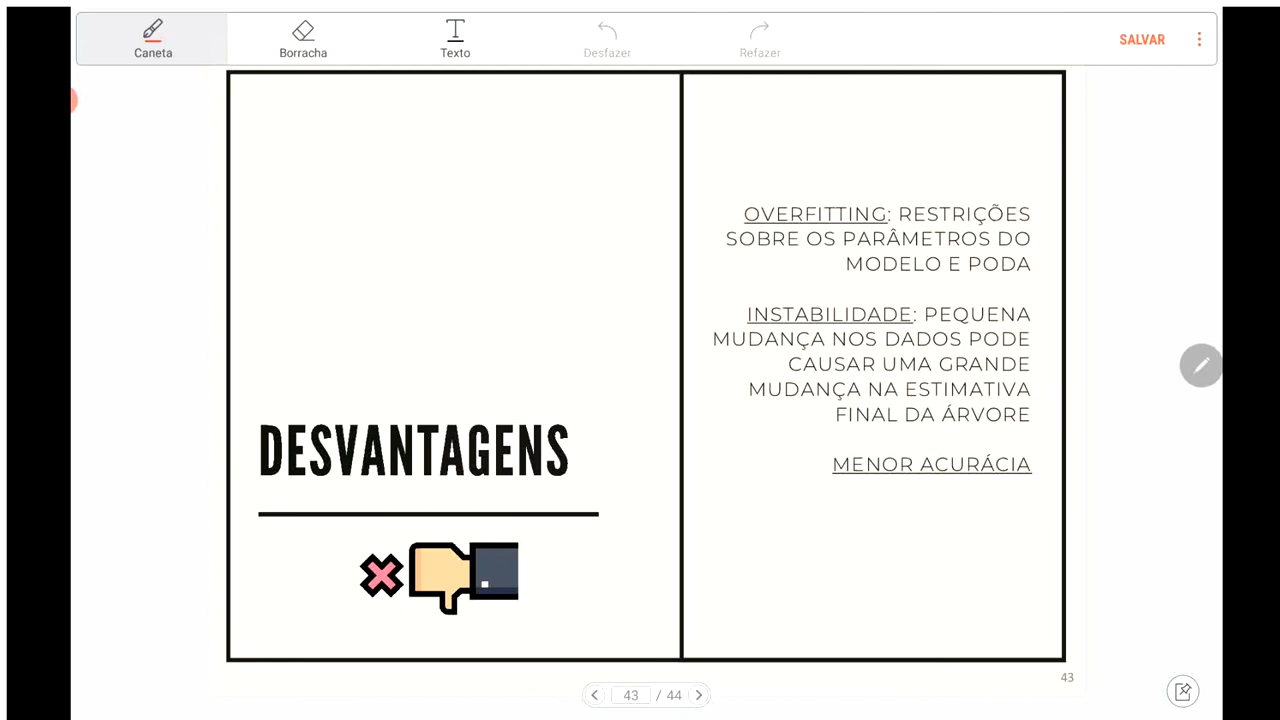 Caneta
Borracha
Texto
Desfazer
Refazer
SALVAR
DESVANTAGENS
OVERFITTING: RESTRIÇÕES
SOBRE OS PARÂMETROS DO
MODELO E PODA
INSTABILIDADE: PEQUENA
MUDANÇA NOS DADOS PODE
CAUSAR UMA GRANDE
MUDANÇA NA ESTIMATIVA
FINAL DA ÁRVORE
MENOR ACURÁCIA
43
43 / 44